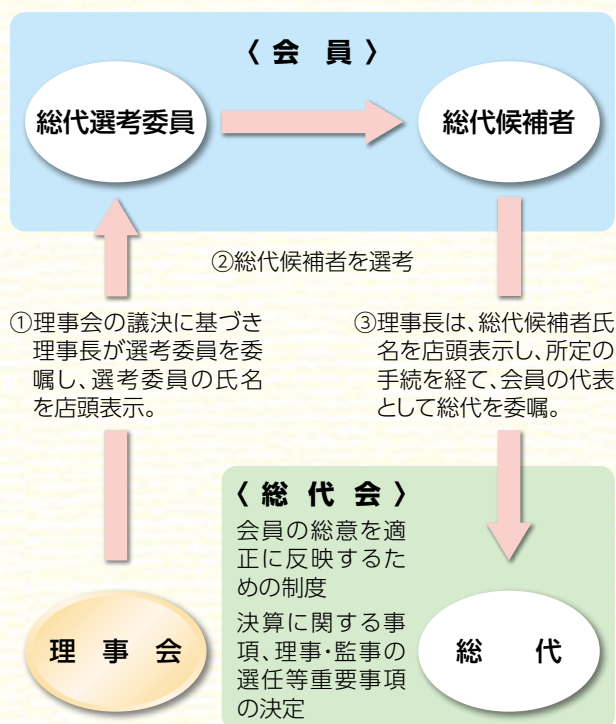 〈 会 員 〉
総代選考委員
総代候補者
②総代候補者を選考
①理事会の議決に基づき
理事長が選考委員を委
嘱し、選考委員の氏名
を店頭表示。
③理事長は、総代候補者氏
名を店頭表示し、所定の
手続を経て、会員の代表
として総代を委嘱。
〈 総 代 会 〉
会員の総意を適
正に反映するた
めの制度
決算に関する事
項、理事・監事の
選任等重要事項
の決定
理 事 会
総 代